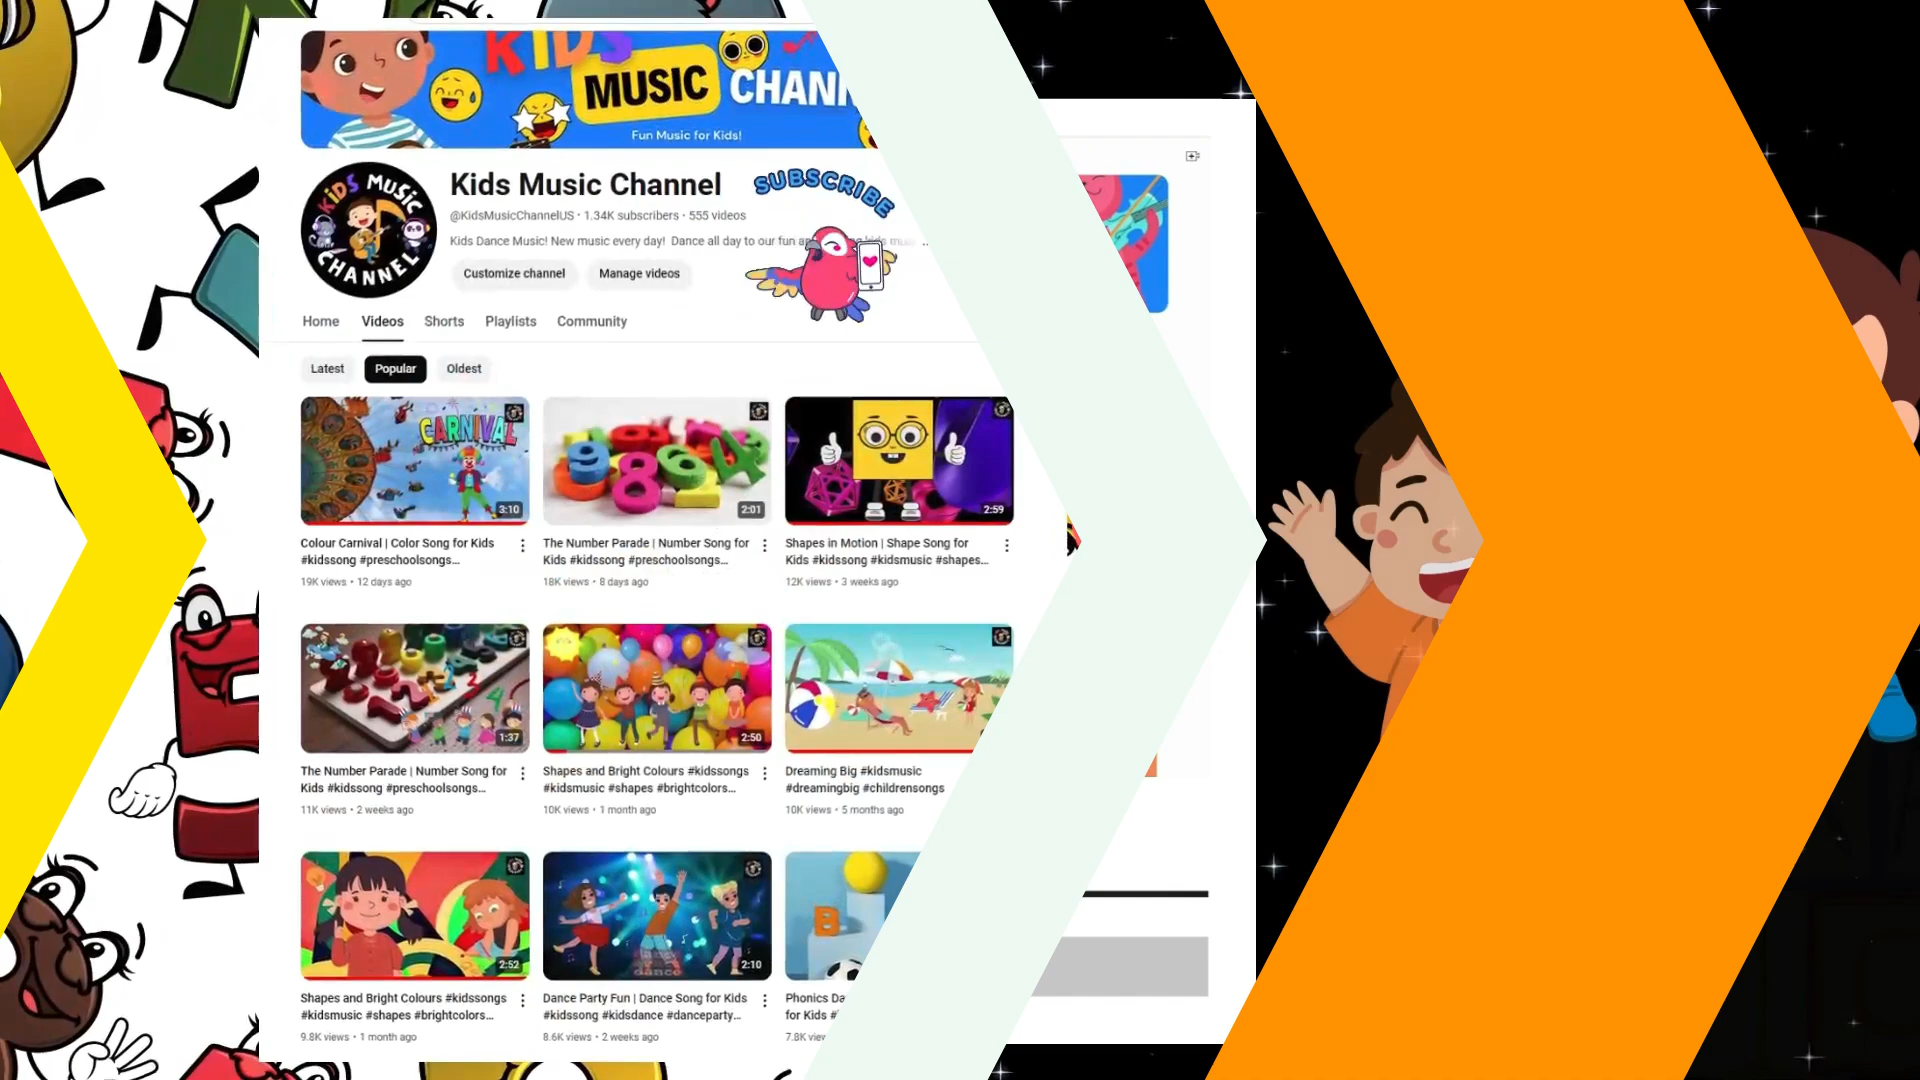 KIDS
MUSIC
Fun Music for Kids!
KIDS MUSIC
CHANNEL
Kids Music Channel
SUBSCRIBE
@KidsMusicChannelUS · 1.34K subscribers · 555 videos
Kids Dance Music! New music every day! Dance all day to our fun
Customize channel
Manage videos
Home
Videos
Shorts
Playlists
Community
Latest
Popular
Oldest
CARNIVAL
3:10
2:01
2:59
Colour Carnival | Color Song for Kids
#kidssong #preschoolsongs...
19K views · 12 days ago
The Number Parade | Number Song for
Kids #kidssong #preschoolsongs...
18K views · 8 days ago
Shapes in Motion | Shape Song for
Kids #kidssong #kidsmusic #shapes...
12K views · 3 weeks ago
1:37
2:50
The Number Parade | Number Song for
Kids #kidssong #preschoolsongs...
11K views · 2 weeks ago
Shapes and Bright Colours #kidssongs
#kidsmusic #shapes #brightcolors...
10K views · 1 month ago
Dreaming Big #kidsmusic
#dreamingbig #childrensongs
10K views · 5 months ago
B
2:52
2:10
Shapes and Bright Colours #kidssongs
#kidsmusic #shapes #brightcolors...
9.8K views · 1 month ago
Dance Party Fun | Dance Song for Kids
#kidssong #kidsdance #danceparty...
8.6K views · 2 weeks ago
Phonics
for Kids
7.8K